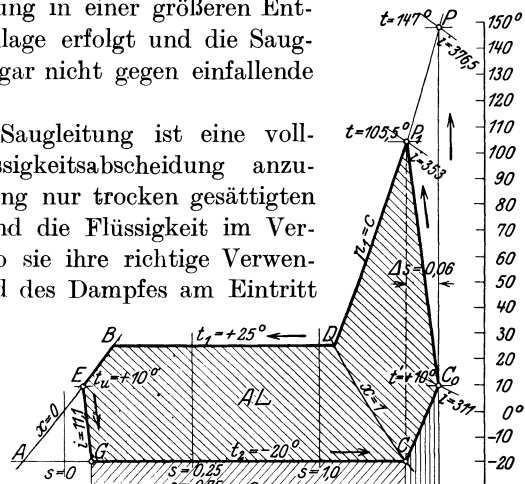 ung in einer größeren Ent-
lage erfolgt und die Saug-
gar nicht gegen einfallende
Saugleitung ist eine voll-
ssigkeitsabscheidung anzu-
ng nur trocken gesättigten
nd die Flüssigkeit im Ver-
o sie ihre richtige Verwen-
d des Dampfes am Eintritt
t=147° P 150°
i=376,5
140
130
120
110
t=105,5° P₁
100
i=353
90
80
70
p₁=C
60
Δs=0,06
50
40
B t₁=+25° D
30
20
E t_u=+10° t'=+10° C₀
10
i=311
x=0 i=11,1 AL x=1
0°
-10
A G t₂=-20° C
-20
s=0 s=0,25 s=1,0